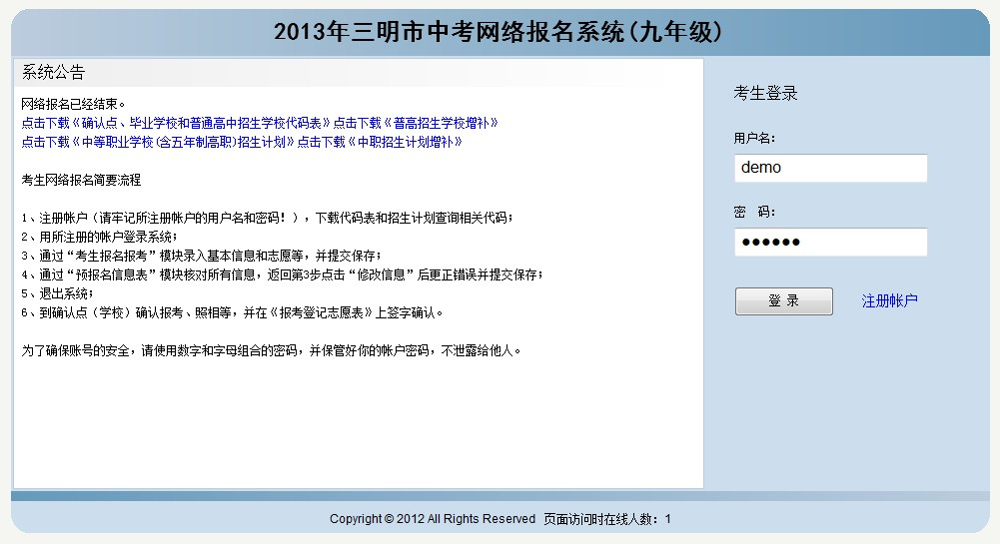 2013年三明市中考网络报名系统(九年级)
系统公告
网络报名已经结束。
点击下载《确认点、毕业学校和普通高中招生学校代码表》点击下载《普高招生学校增补》
点击下载《中等职业学校(含五年制高职)招生计划》点击下载《中职招生计划增补》
考生网络报名简要流程
1、注册帐户（请牢记所注册帐户的用户名和密码！），下载代码表和招生计划查询相关代码；
2、用所注册的帐户登录系统；
3、通过“考生报名报考”模块录入基本信息和志愿等，并提交保存；
4、通过“预报名信息表”模块核对所有信息，返回第3步点击“修改信息”后更正错误并提交保存；
5、退出系统；
6、到确认点（学校）确认报考、照相等，并在《报考登记志愿表》上签字确认。
为了确保账号的安全，请使用数字和字母组合的密码，并保管好你的帐户密码，不泄露给他人。
考生登录
用户名：
demo
密 码：
●●●●●●
登 录 注册帐户
Copyright © 2012 All Rights Reserved 页面访问时在线人数：1